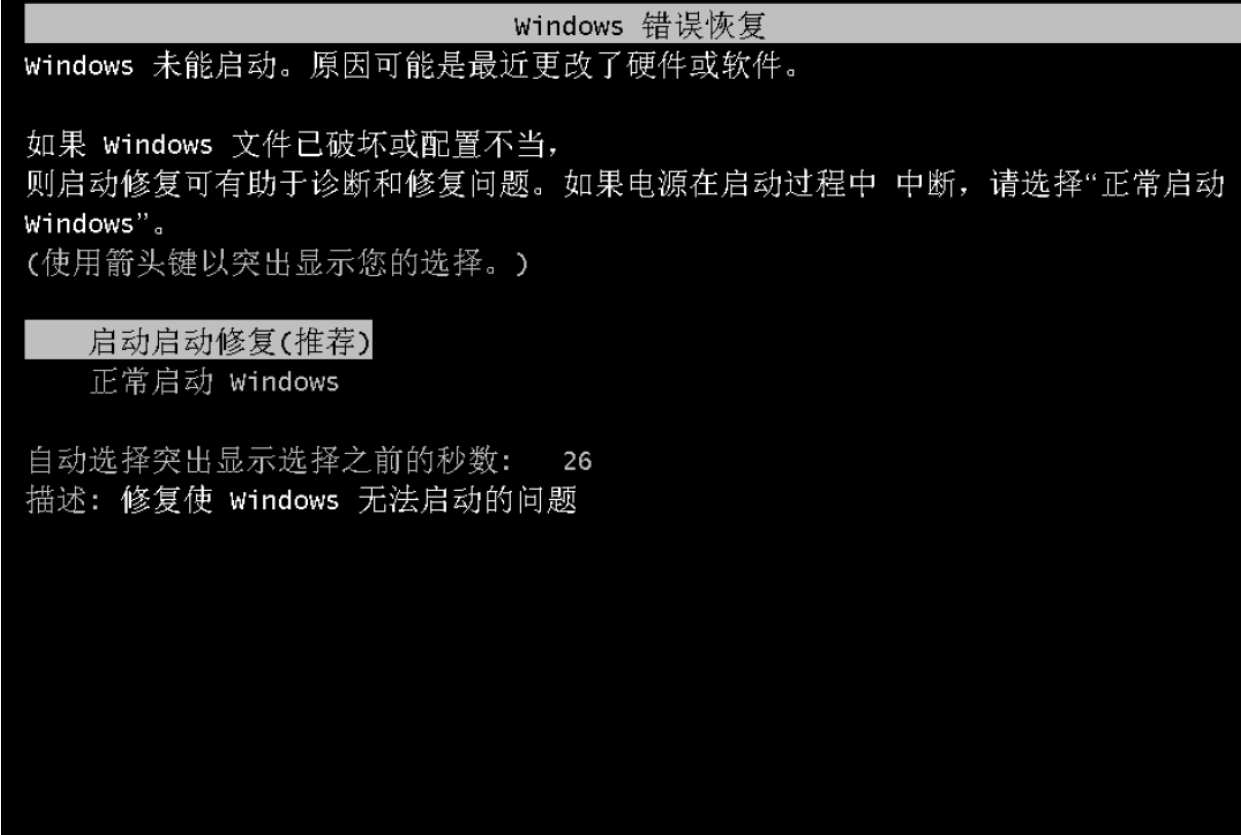 Windows 错误恢复
Windows 未能启动。原因可能是最近更改了硬件或软件。
如果 Windows 文件已破坏或配置不当，
则启动修复可有助于诊断和修复问题。如果电源在启动过程中 中断，请选择“正常启动
Windows”。
(使用箭头键以突出显示您的选择。)
启动启动修复(推荐)
正常启动 Windows
自动选择突出显示选择之前的秒数: 26
描述: 修复使 Windows 无法启动的问题